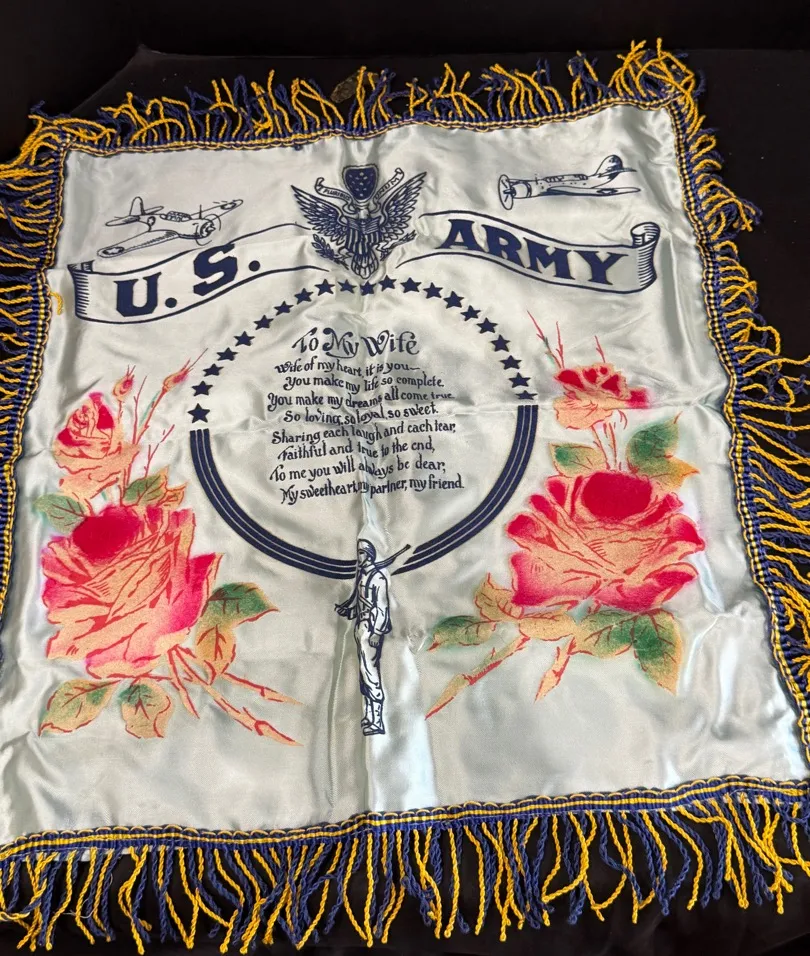 U. S. ARMY
To My Wife
Wife of my heart, it is you—
You make my life so complete.
You make my dreams all come true.
So loving, so loyal, so sweet.
Sharing each laugh and each tear,
Faithful and true to the end,
To me you will always be dear,
My sweetheart, my partner, my friend.